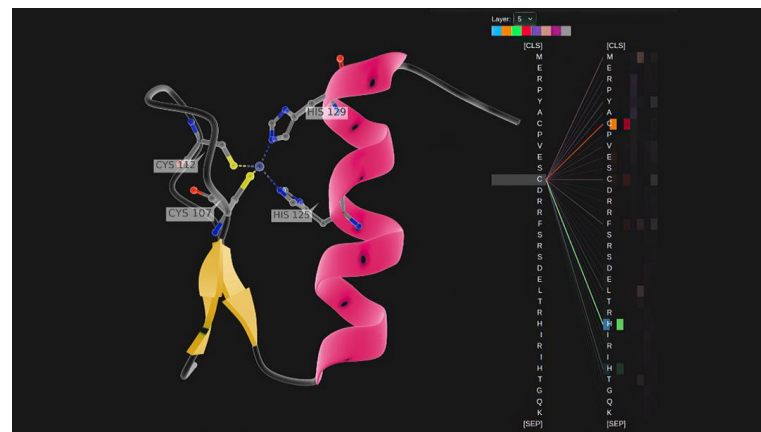 HIS 129
CYS 112
CYS 107
HIS 125
Layer: 5
[CLS]
M
E
R
P
Y
A
C
P
V
E
S
C
D
R
R
F
S
R
S
D
E
L
T
R
H
I
R
I
H
T
G
Q
K
[SEP]
[CLS]
M
E
R
P
Y
A
C
P
V
E
S
C
D
R
R
F
S
R
S
D
E
L
T
R
H
I
R
I
H
T
G
Q
K
[SEP]